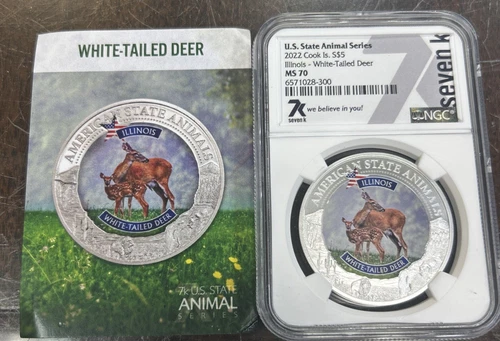 WHITE-TAILED DEER
AMERICAN STATE ANIMALS
ILLINOIS
WHITE-TAILED DEER
7k U.S. STATE
ANIMAL
SERIES
U.S. State Animal Series
2022 Cook Is. S$5
Illinois - White-Tailed Deer
MS 70
6571028-300
7k
SEVEN K
we believe in you!
7
seven k
NGC
AMERICAN STATE ANIMALS
ILLINOIS
WHITE-TAILED DEER